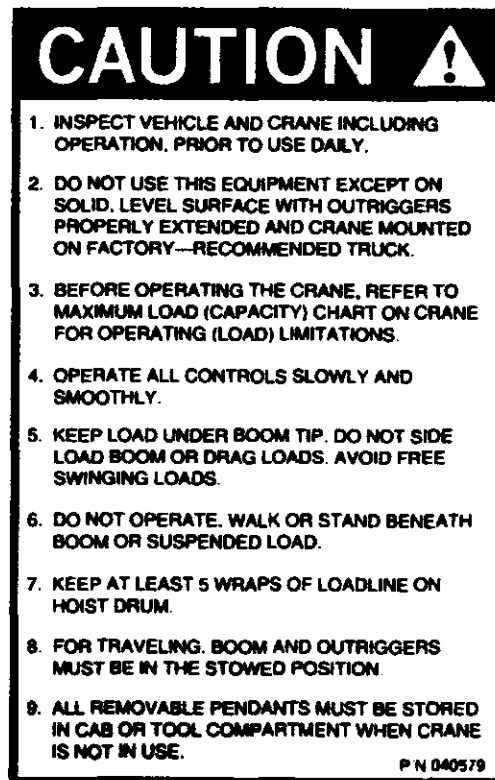 CAUTION
1. INSPECT VEHICLE AND CRANE INCLUDING
OPERATION, PRIOR TO USE DAILY.
2. DO NOT USE THIS EQUIPMENT EXCEPT ON
SOLID, LEVEL SURFACE WITH OUTRIGGERS
PROPERLY EXTENDED AND CRANE MOUNTED
ON FACTORY—RECOMMENDED TRUCK.
3. BEFORE OPERATING THE CRANE, REFER TO
MAXIMUM LOAD (CAPACITY) CHART ON CRANE
FOR OPERATING (LOAD) LIMITATIONS.
4. OPERATE ALL CONTROLS SLOWLY AND
SMOOTHLY.
5. KEEP LOAD UNDER BOOM TIP. DO NOT SIDE
LOAD BOOM OR DRAG LOADS. AVOID FREE
SWINGING LOADS.
6. DO NOT OPERATE, WALK OR STAND BENEATH
BOOM OR SUSPENDED LOAD.
7. KEEP AT LEAST 5 WRAPS OF LOADLINE ON
HOIST DRUM.
8. FOR TRAVELING, BOOM AND OUTRIGGERS
MUST BE IN THE STOWED POSITION
9. ALL REMOVABLE PENDANTS MUST BE STORED
IN CAB OR TOOL COMPARTMENT WHEN CRANE
IS NOT IN USE.
P N 040579